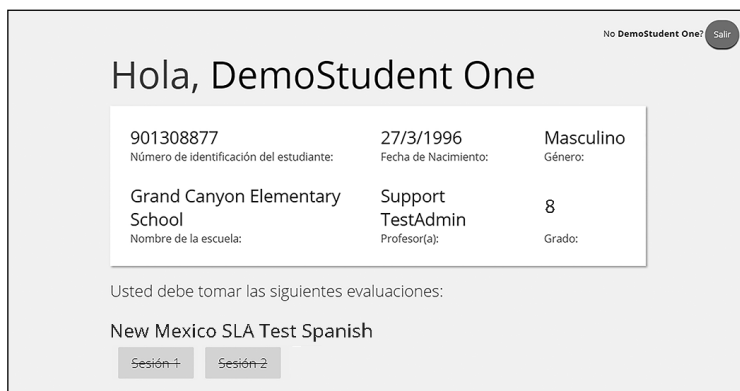 No DemoStudent One? Salir
Hola, DemoStudent One
901308877 27/3/1996 Masculino
Número de identificación del estudiante: Fecha de Nacimiento: Género:
Grand Canyon Elementary Support
School TestAdmin 8
Nombre de la escuela: Profesor(a): Grado:
Usted debe tomar las siguientes evaluaciones:
New Mexico SLA Test Spanish
Sesión 1 Sesión 2